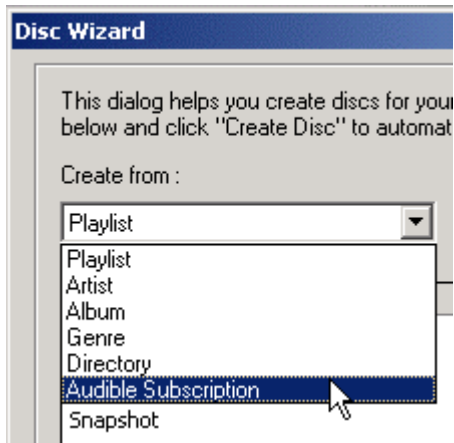 Disc Wizard
This dialog helps you create discs for your
below and click "Create Disc" to automat
Create from :
Playlist
Playlist
Artist
Album
Genre
Directory
Audible Subscription
Snapshot